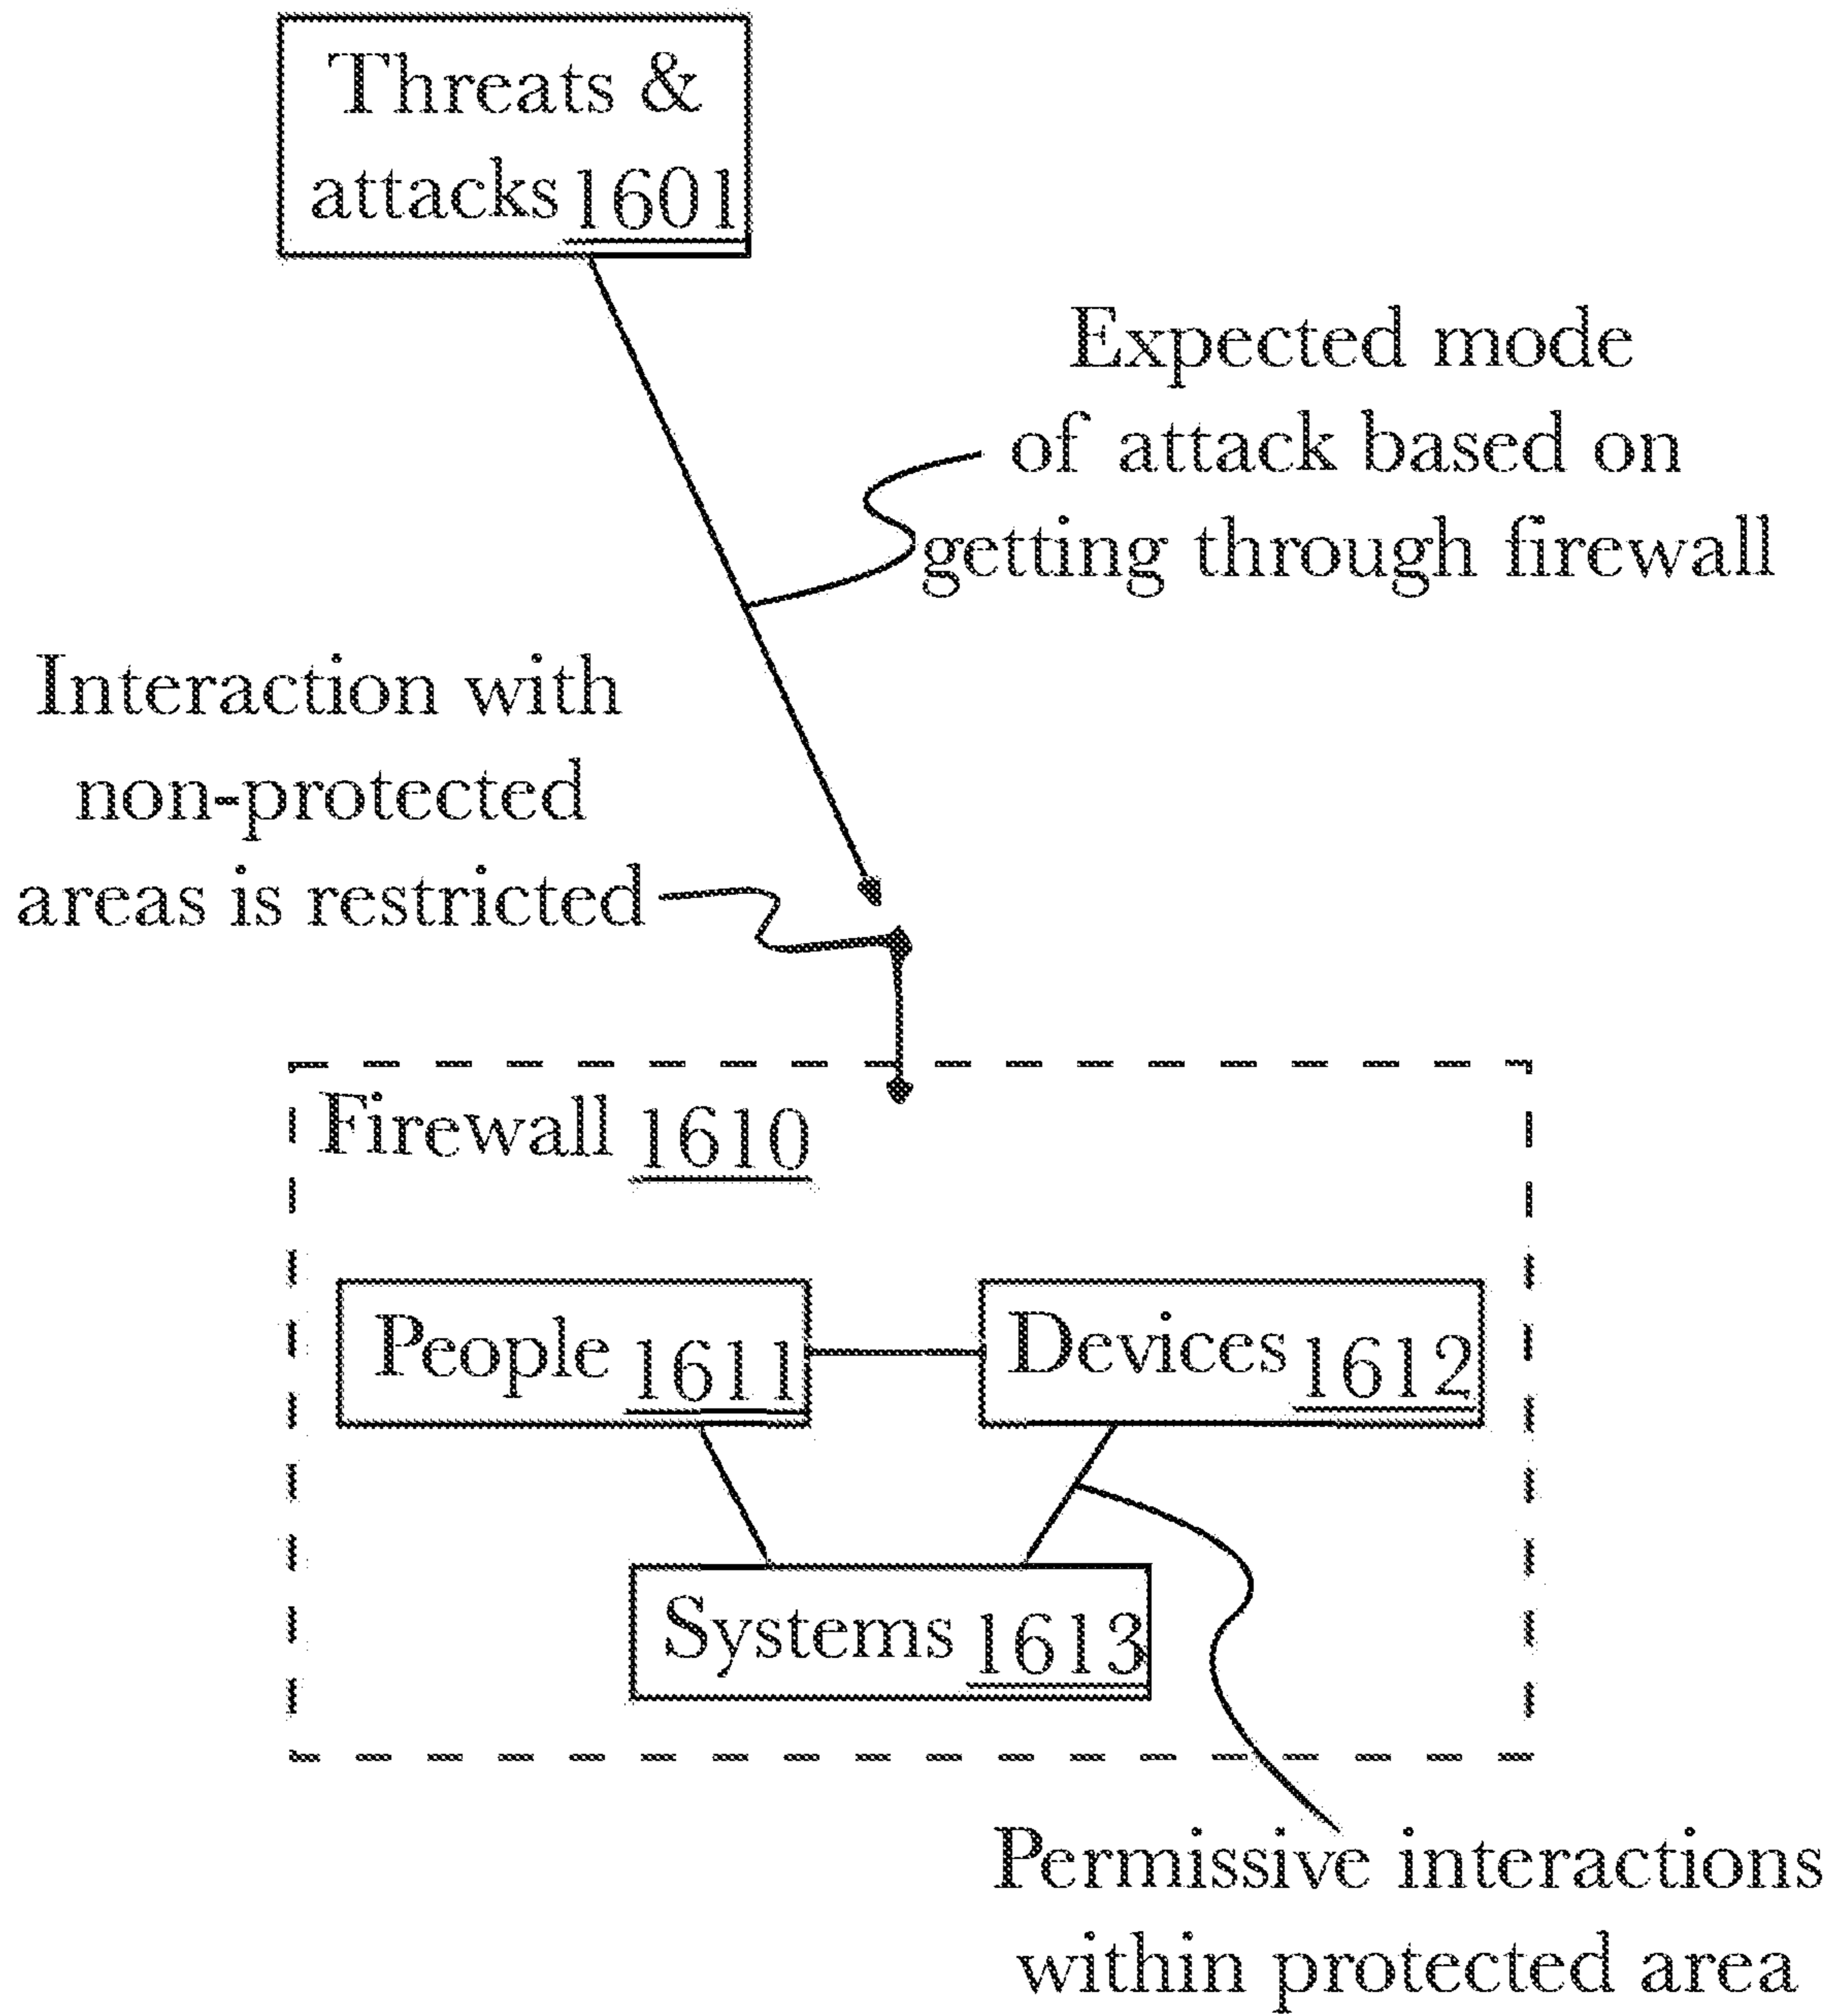 Threats &
attacks 1601
Expected mode
of attack based on
getting through firewall
Interaction with
non-protected
areas is restricted
Firewall 1610
People 1611
Devices 1612
Systems 1613
Permissive interactions
within protected area